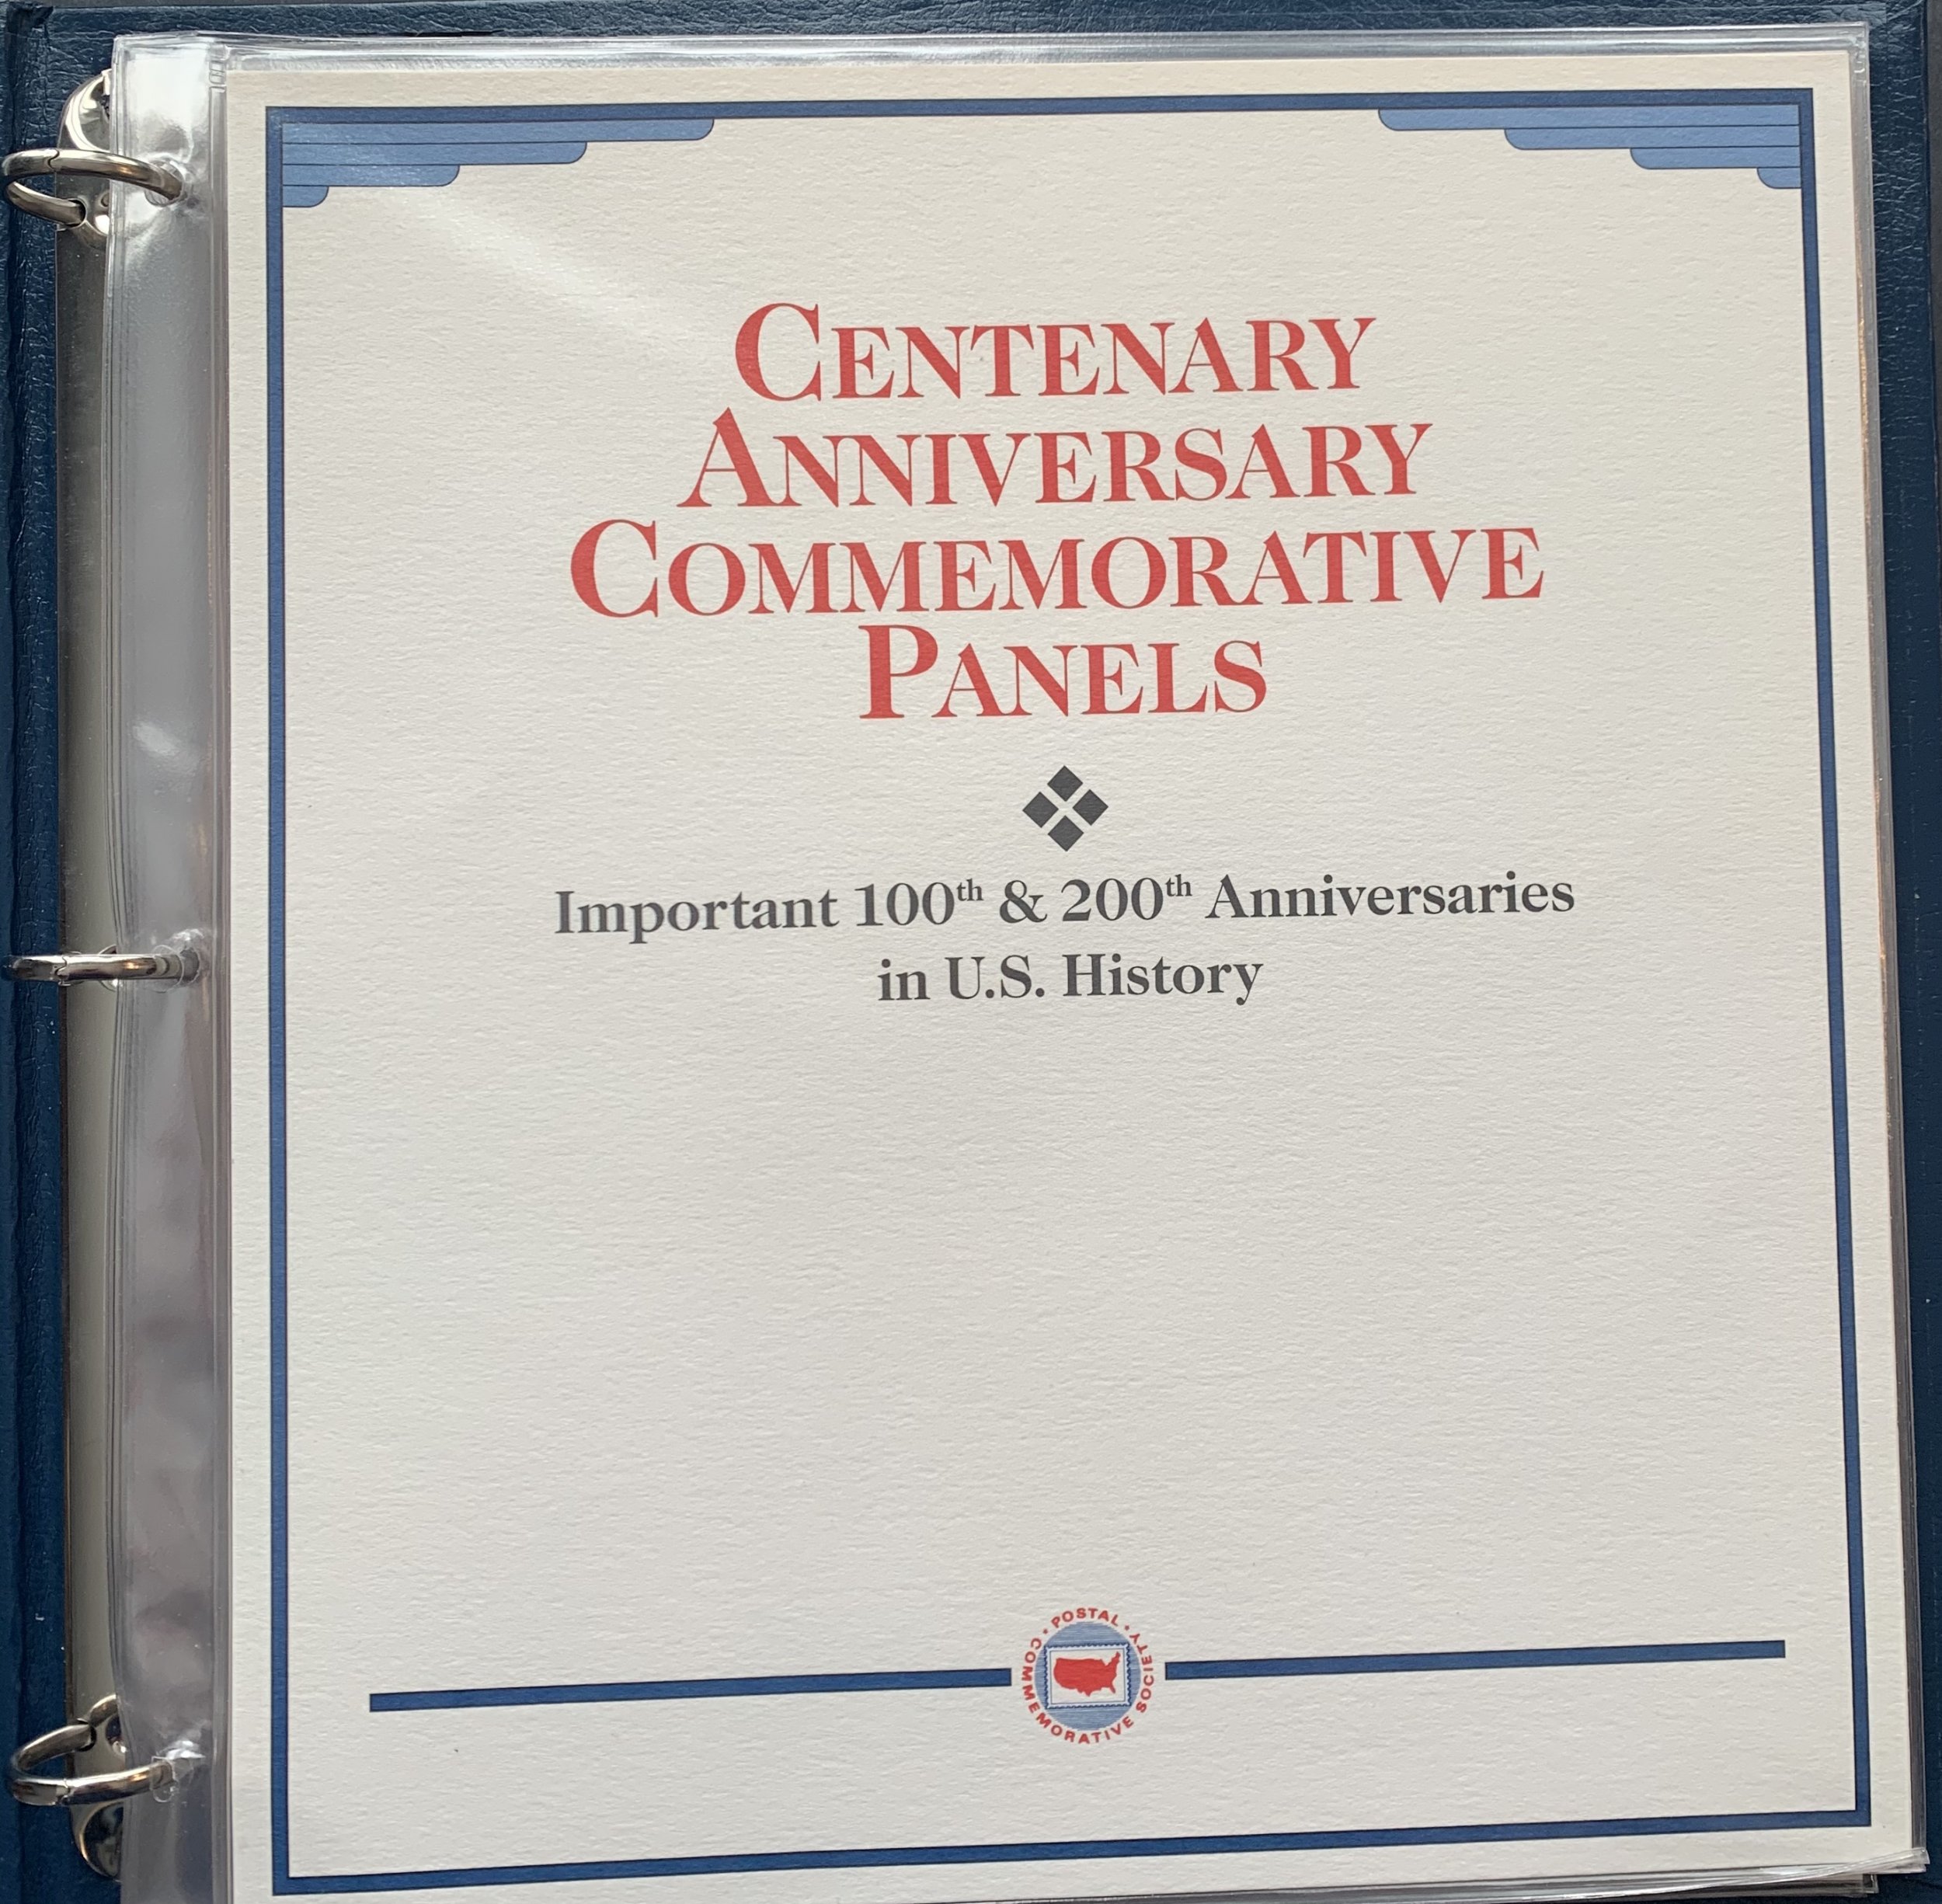 CENTENARY
ANNIVERSARY
COMMEMORATIVE
PANELS
Important 100th & 200th Anniversaries
in U.S. History
• POSTAL • COMMEMORATIVE SOCIETY